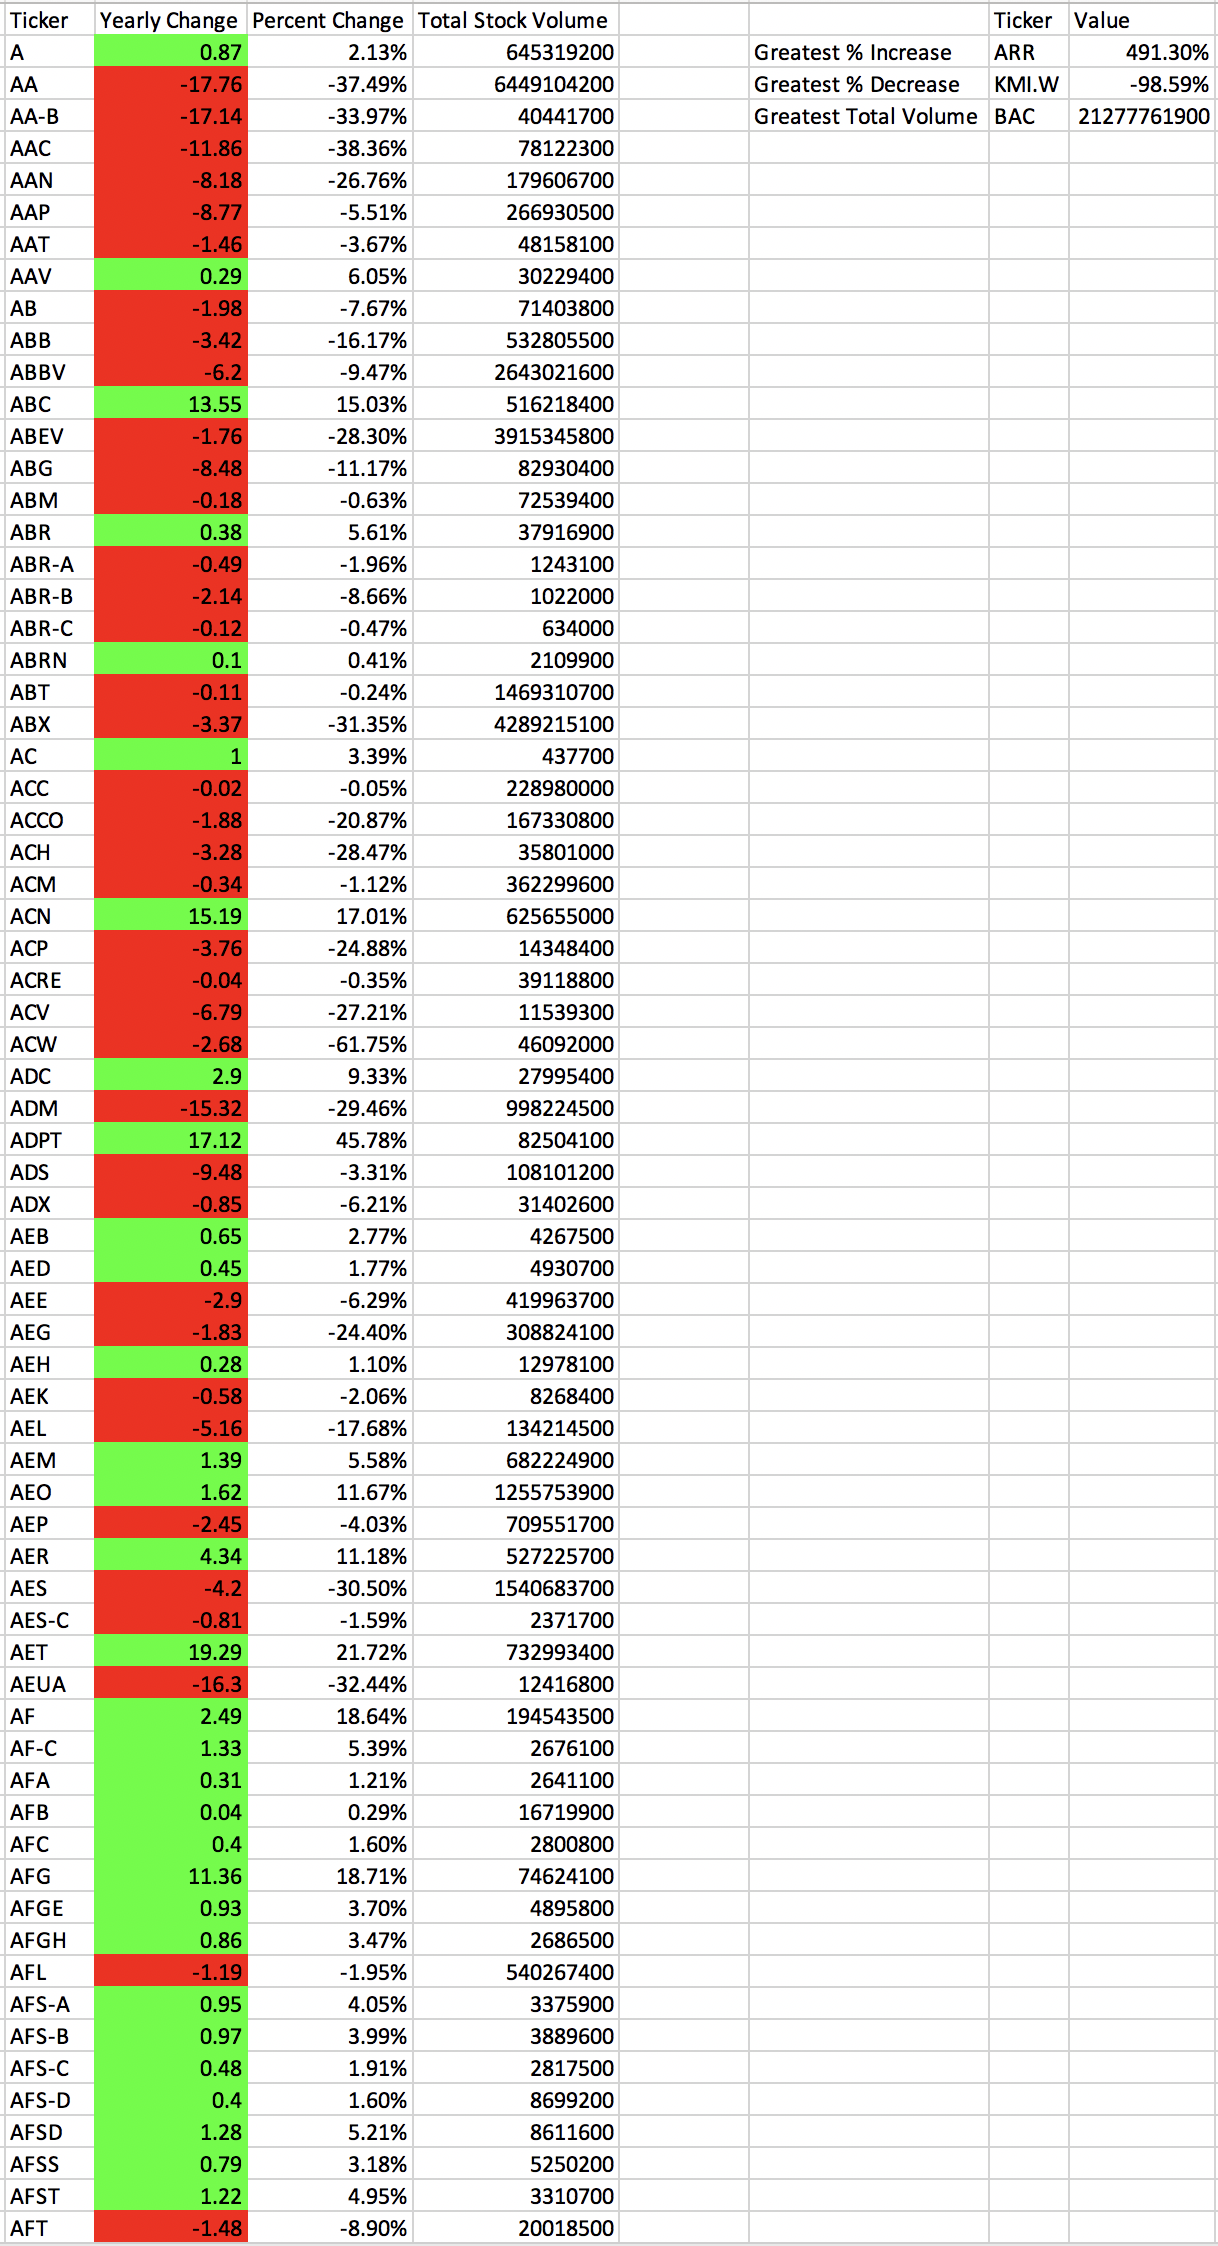 Ticker Yearly Change Percent Change Total Stock Volume Ticker Value
A 0.87 2.13% 645319200 Greatest % Increase ARR 491.30%
AA -17.76 -37.49% 6449104200 Greatest % Decrease KMI.W -98.59%
AA-B -17.14 -33.97% 40441700 Greatest Total Volume BAC 21277761900
AAC -11.86 -38.36% 78122300
AAN -8.18 -26.76% 179606700
AAP -8.77 -5.51% 266930500
AAT -1.46 -3.67% 48158100
AAV 0.29 6.05% 30229400
AB -1.98 -7.67% 71403800
ABB -3.42 -16.17% 532805500
ABBV -6.2 -9.47% 2643021600
ABC 13.55 15.03% 516218400
ABEV -1.76 -28.30% 3915345800
ABG -8.48 -11.17% 82930400
ABM -0.18 -0.63% 72539400
ABR 0.38 5.61% 37916900
ABR-A -0.49 -1.96% 1243100
ABR-B -2.14 -8.66% 1022000
ABR-C -0.12 -0.47% 634000
ABRN 0.1 0.41% 2109900
ABT -0.11 -0.24% 1469310700
ABX -3.37 -31.35% 4289215100
AC 1 3.39% 437700
ACC -0.02 -0.05% 228980000
ACCO -1.88 -20.87% 167330800
ACH -3.28 -28.47% 35801000
ACM -0.34 -1.12% 362299600
ACN 15.19 17.01% 625655000
ACP -3.76 -24.88% 14348400
ACRE -0.04 -0.35% 39118800
ACV -6.79 -27.21% 11539300
ACW -2.68 -61.75% 46092000
ADC 2.9 9.33% 27995400
ADM -15.32 -29.46% 998224500
ADPT 17.12 45.78% 82504100
ADS -9.48 -3.31% 108101200
ADX -0.85 -6.21% 31402600
AEB 0.65 2.77% 4267500
AED 0.45 1.77% 4930700
AEE -2.9 -6.29% 419963700
AEG -1.83 -24.40% 308824100
AEH 0.28 1.10% 12978100
AEK -0.58 -2.06% 8268400
AEL -5.16 -17.68% 134214500
AEM 1.39 5.58% 682224900
AEO 1.62 11.67% 1255753900
AEP -2.45 -4.03% 709551700
AER 4.34 11.18% 527225700
AES -4.2 -30.50% 1540683700
AES-C -0.81 -1.59% 2371700
AET 19.29 21.72% 732993400
AEUA -16.3 -32.44% 12416800
AF 2.49 18.64% 194543500
AF-C 1.33 5.39% 2676100
AFA 0.31 1.21% 2641100
AFB 0.04 0.29% 16719900
AFC 0.4 1.60% 2800800
AFG 11.36 18.71% 74624100
AFGE 0.93 3.70% 4895800
AFGH 0.86 3.47% 2686500
AFL -1.19 -1.95% 540267400
AFS-A 0.95 4.05% 3375900
AFS-B 0.97 3.99% 3889600
AFS-C 0.48 1.91% 2817500
AFS-D 0.4 1.60% 8699200
AFSD 1.28 5.21% 8611600
AFSS 0.79 3.18% 5250200
AFST 1.22 4.95% 3310700
AFT -1.48 -8.90% 20018500